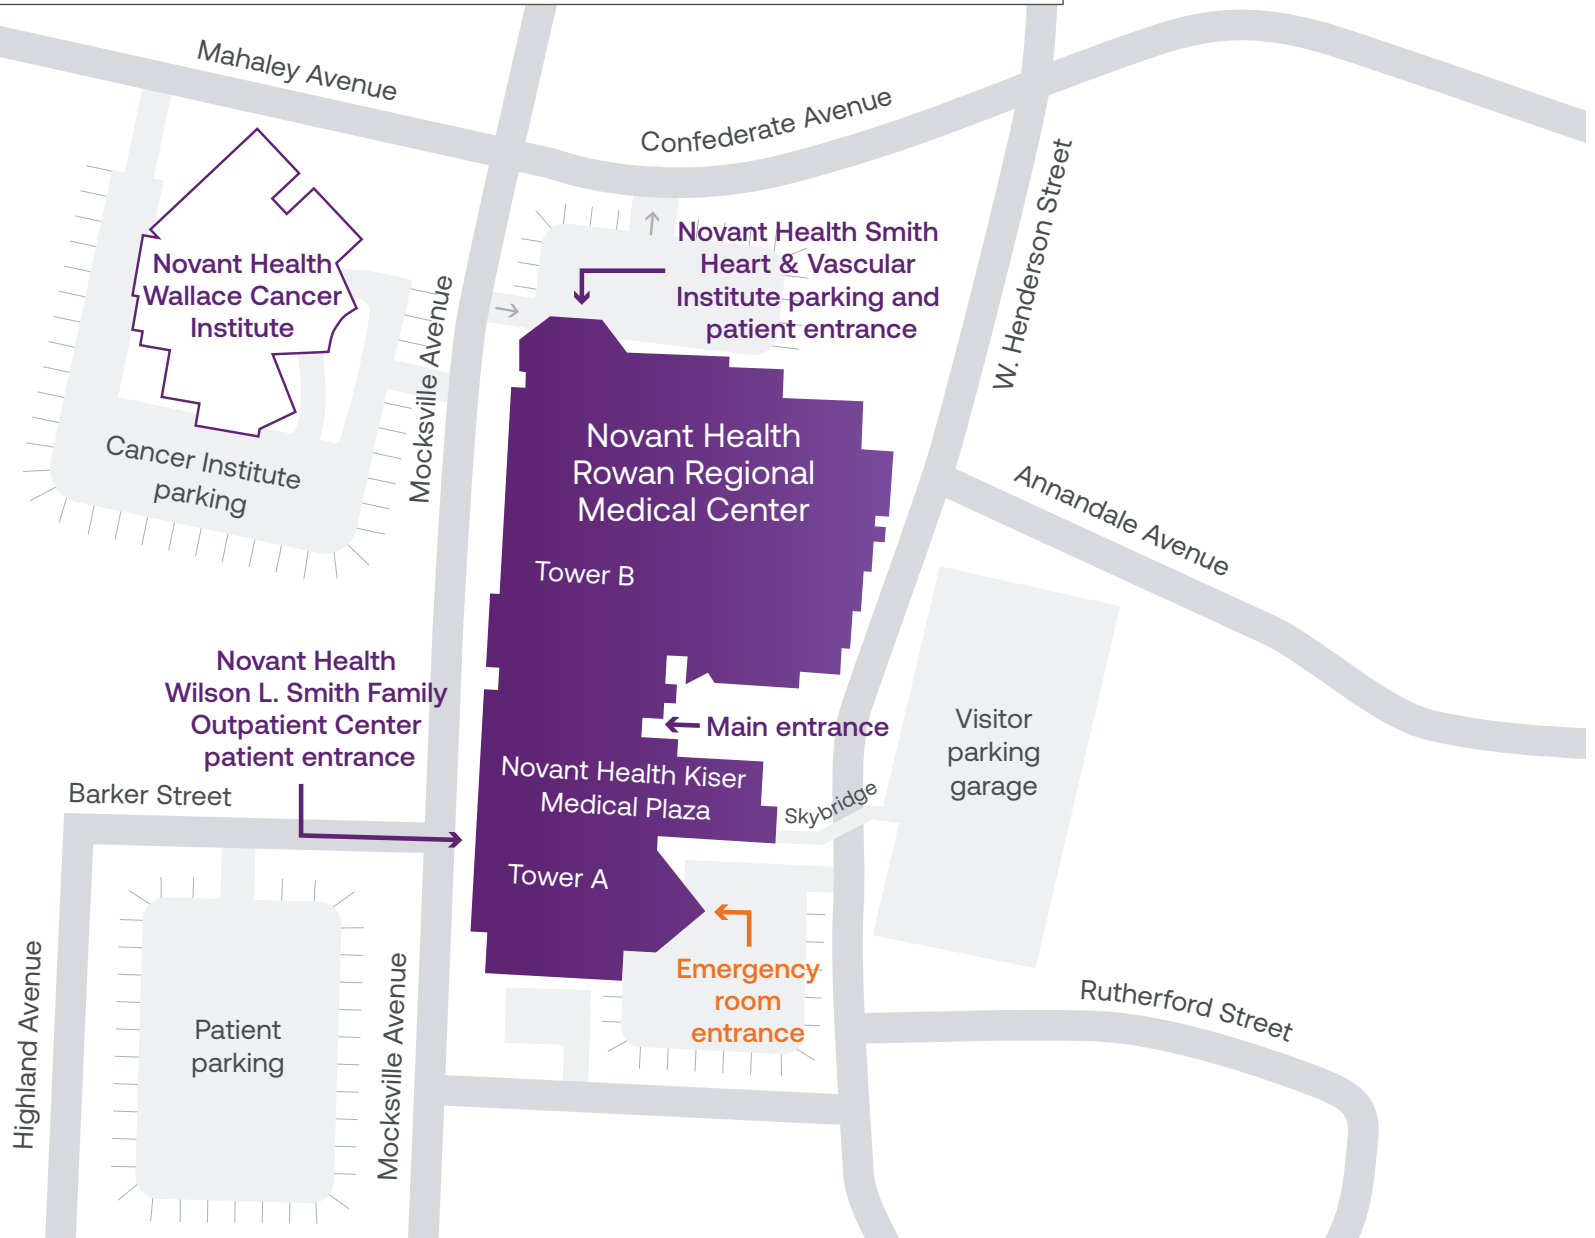 Mahaley Avenue
Confederate Avenue
W. Henderson Street
Novant Health Smith
Heart & Vascular
Institute parking and
patient entrance
Novant Health
Wallace Cancer
Institute
Mocksville Avenue
Cancer Institute
parking
Novant Health
Rowan Regional
Medical Center
Annandale Avenue
Tower B
Novant Health
Wilson L. Smith Family
Outpatient Center
patient entrance
Main entrance
Visitor
parking
garage
Novant Health Kiser
Medical Plaza
Skybridge
Barker Street
Tower A
Emergency
room
entrance
Highland Avenue
Patient
parking
Mocksville Avenue
Rutherford Street